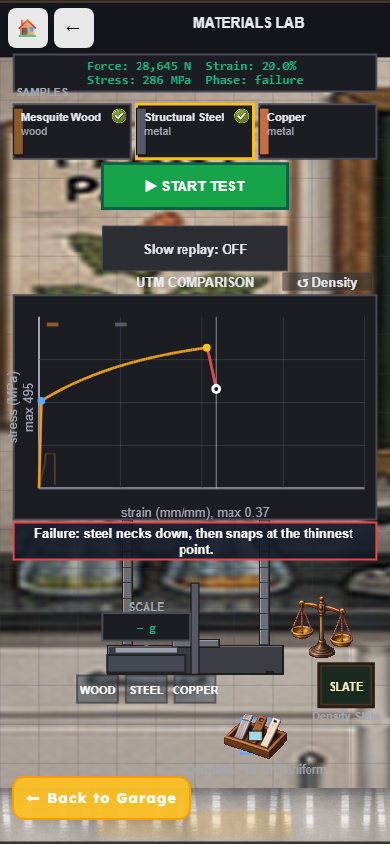 MATERIALS LAB
Force: 28,645 N Strain: 20.0%
Stress: 286 MPa Phase: failure
SAMPLES
Mesquite Wood
wood
Structural Steel
metal
Copper
metal
▶ START TEST
Slow replay: OFF
UTM COMPARISON
↺ Density
stress (MPa)
max 495
strain (mm/mm), max 0.37
Failure: steel necks down, then snaps at the thinnest
point.
SCALE
— g
WOOD
STEEL
COPPER
SLATE
Density
← Back to Garage